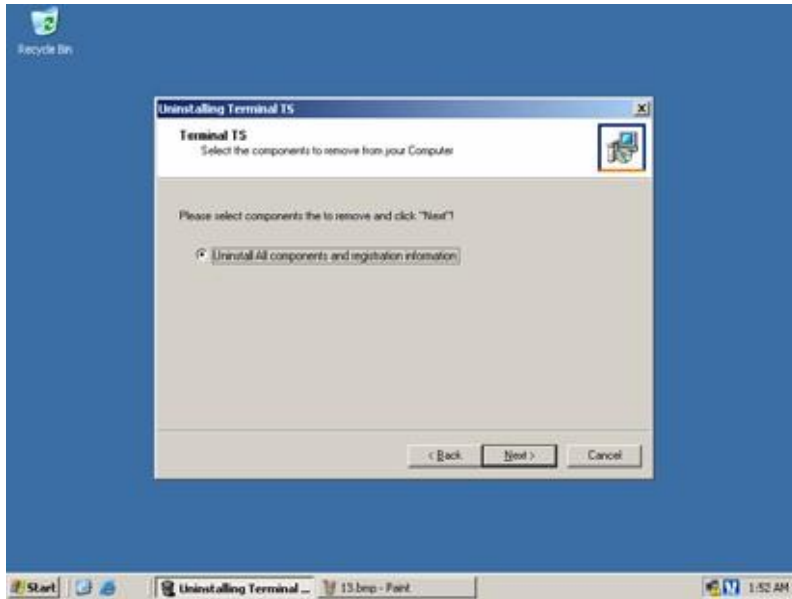 Recycle Bin
Uninstalling Terminal TS
Terminal TS
Select the components to remove from your Computer
Please select components the to remove and click "Next"!
Uninstall All components and registration information
< Back
Next >
Cancel
Start
Uninstalling Terminal ...
13.bmp - Paint
1:52 AM